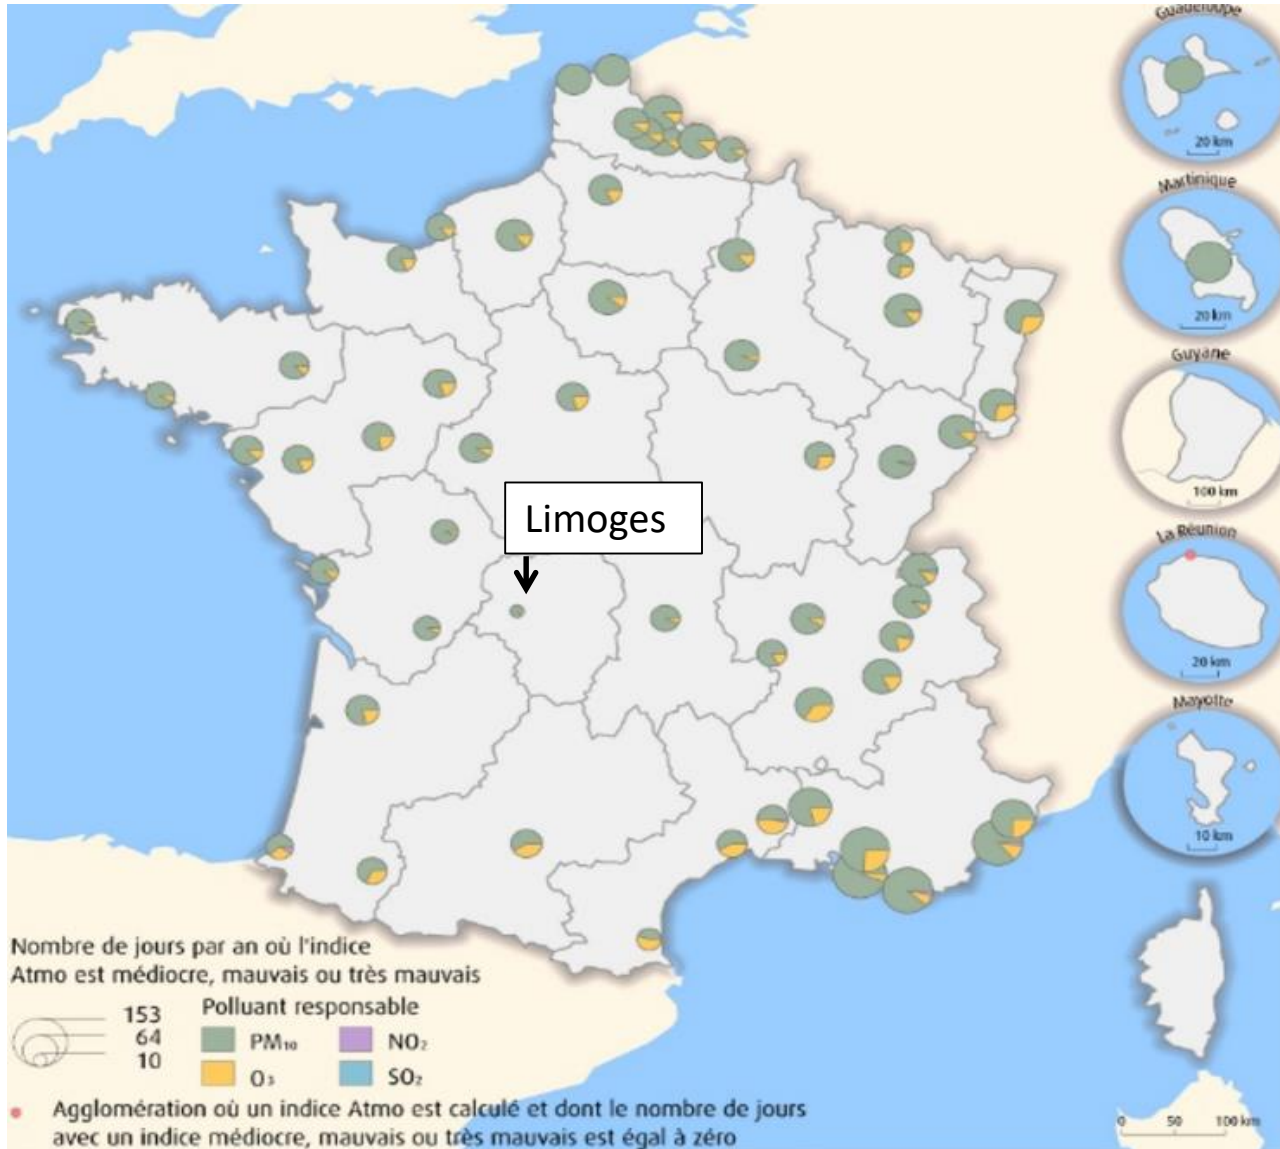 Guadeloupe
20 km
Martinique
20 km
Guyane
100 km
La Réunion
20 km
Mayotte
10 km
Limoges
Nombre de jours par an où l'indice
Atmo est médiocre, mauvais ou très mauvais
153
64
10
Polluant responsable
PM₁₀
NO₂
O₃
SO₂
Agglomération où un indice Atmo est calculé et dont le nombre de jours
avec un indice médiocre, mauvais ou très mauvais est égal à zéro
0 50 100 km